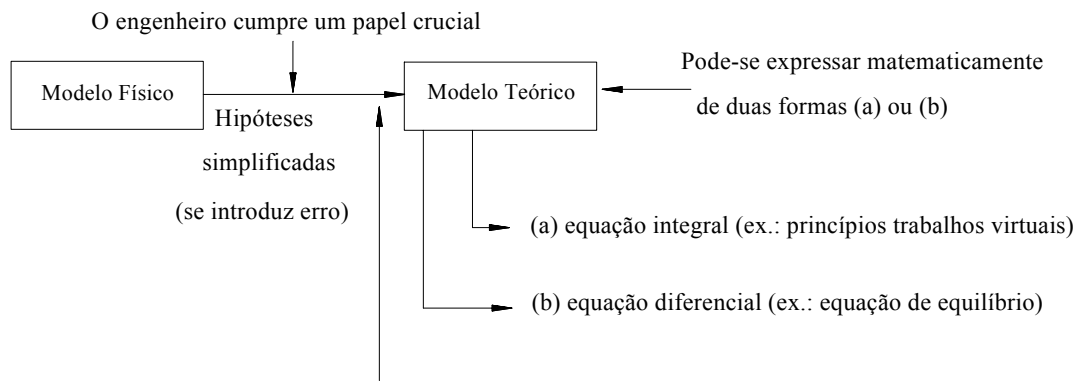 O engenheiro cumpre um papel crucial
Modelo Físico
Modelo Teórico
Pode-se expressar matematicamente
de duas formas (a) ou (b)
Hipóteses
simplificadas
(se introduz erro)
(a) equação integral (ex.: princípios trabalhos virtuais)
(b) equação diferencial (ex.: equação de equilíbrio)